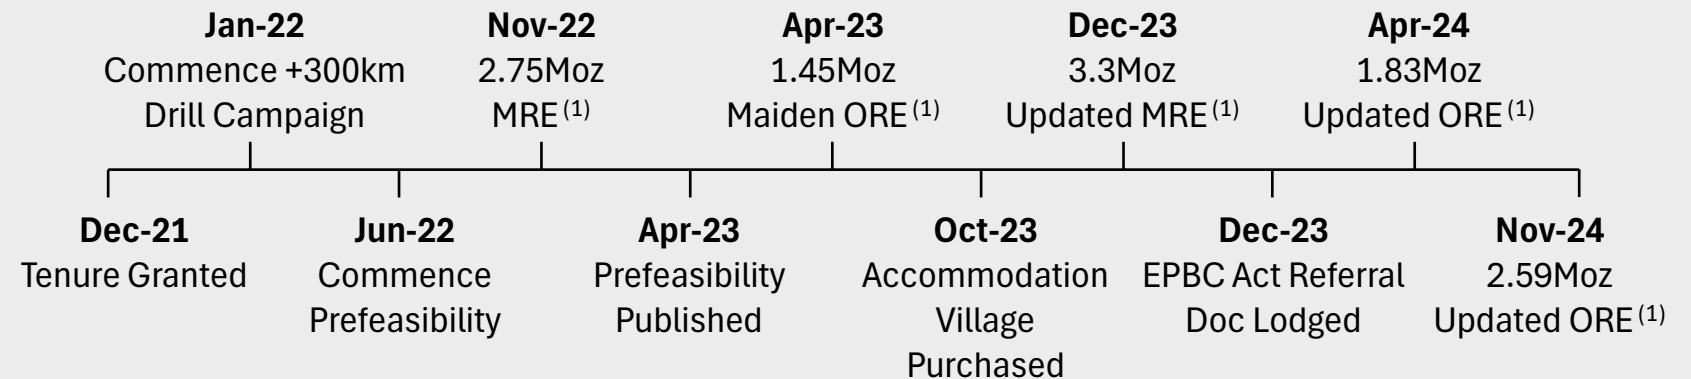 Jan-22
Commence +300km
Drill Campaign
Nov-22
2.75Moz
MRE (1)
Apr-23
1.45Moz
Maiden ORE (1)
Dec-23
3.3Moz
Updated MRE (1)
Apr-24
1.83Moz
Updated ORE (1)
Dec-21
Tenure Granted
Jun-22
Commence
Prefeasibility
Apr-23
Prefeasibility
Published
Oct-23
Accommodation
Village
Purchased
Dec-23
EPBC Act Referral
Doc Lodged
Nov-24
2.59Moz
Updated ORE (1)